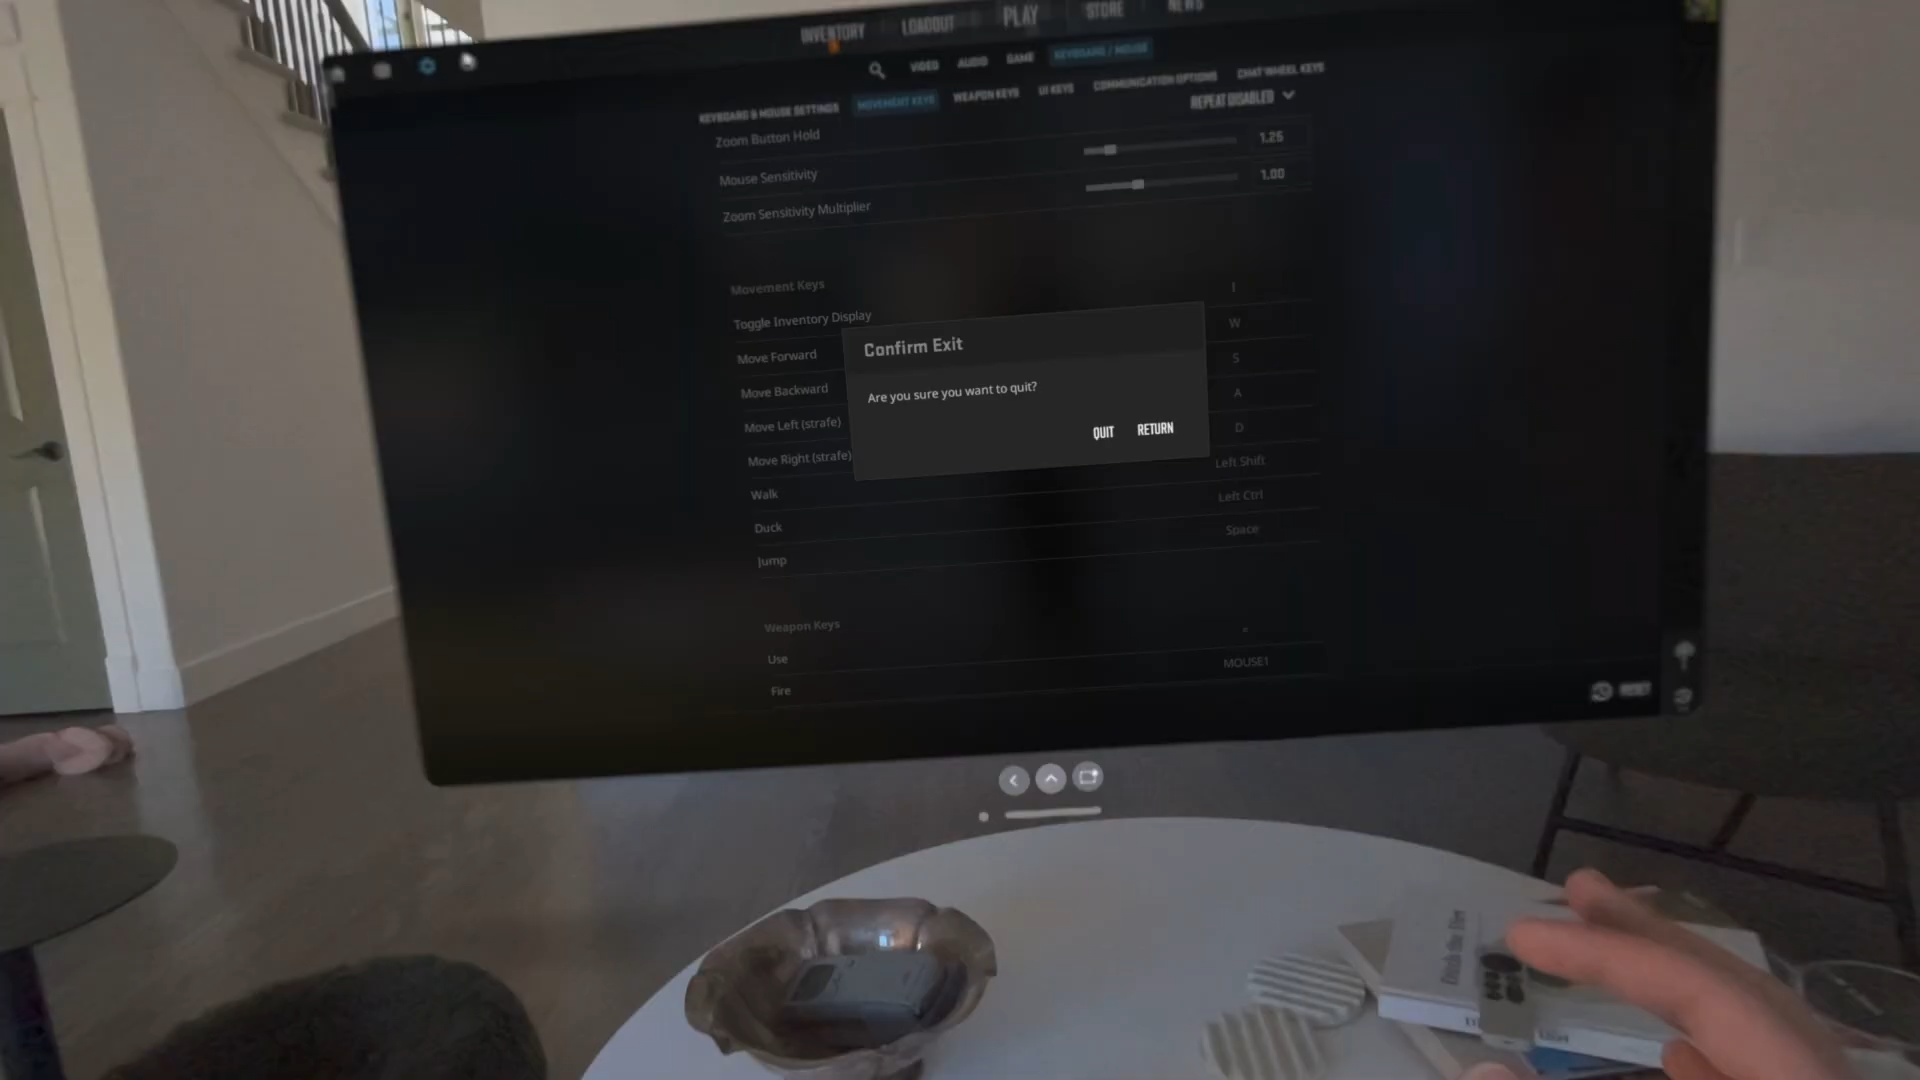 INVENTORY LOADOUT PLAY STORE NEWS
VIDEO AUDIO GAME KEYBOARD / MOUSE
KEYBOARD & MOUSE SETTINGS MOVEMENT KEYS WEAPON KEYS UI KEYS COMMUNICATION OPTIONS CHAT WHEEL KEYS
REPEAT DISABLED
Zoom Button Hold
1.25
Mouse Sensitivity
1.00
Zoom Sensitivity Multiplier
Movement Keys
I
Toggle Inventory Display
W
Move Forward
S
Move Backward
A
Move Left (strafe)
D
Move Right (strafe)
Left Shift
Walk
Left Ctrl
Duck
Space
Jump
Confirm Exit
Are you sure you want to quit?
QUIT RETURN
Weapon Keys
e
Use
MOUSE1
Fire
RESET